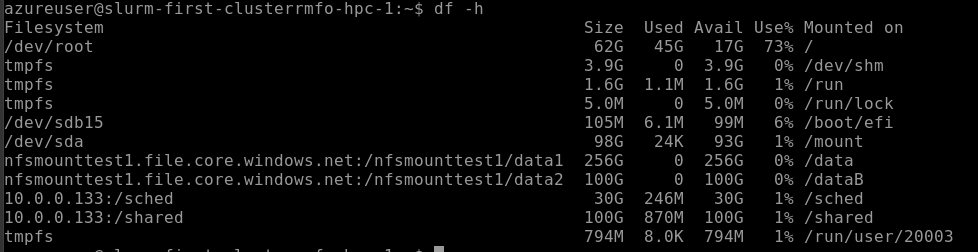 azureuser@slurm-first-clusterrmfo-hpc-1:~$ df -h
Filesystem Size Used Avail Use% Mounted on
/dev/root 62G 45G 17G 73% /
tmpfs 3.9G 0 3.9G 0% /dev/shm
tmpfs 1.6G 1.1M 1.6G 1% /run
tmpfs 5.0M 0 5.0M 0% /run/lock
/dev/sdb15 105M 6.1M 99M 6% /boot/efi
/dev/sda 98G 24K 93G 1% /mount
nfsmounttest1.file.core.windows.net:/nfsmounttest1/data1 256G 0 256G 0% /data
nfsmounttest1.file.core.windows.net:/nfsmounttest1/data2 100G 0 100G 0% /dataB
10.0.0.133:/sched 30G 246M 30G 1% /sched
10.0.0.133:/shared 100G 870M 100G 1% /shared
tmpfs 794M 8.0K 794M 1% /run/user/20003
azureuser@slurm-first-clusterrmfo-hpc-1:~$